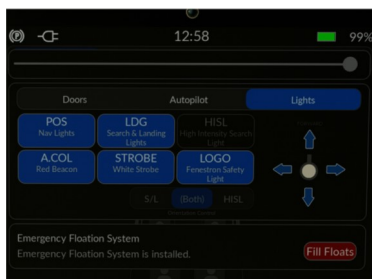 12:58
99%
Doors
Autopilot
Lights
POS
Nav Lights
LDG
Search & Landing
Lights
HISL
High Intensity Search
Light
A.COL
Red Beacon
STROBE
White Strobe
LOGO
Fenestron Safety
Light
S/L
(Both)
HISL
Emergency Floation System
Emergency Floation System is installed.
Fill Floats